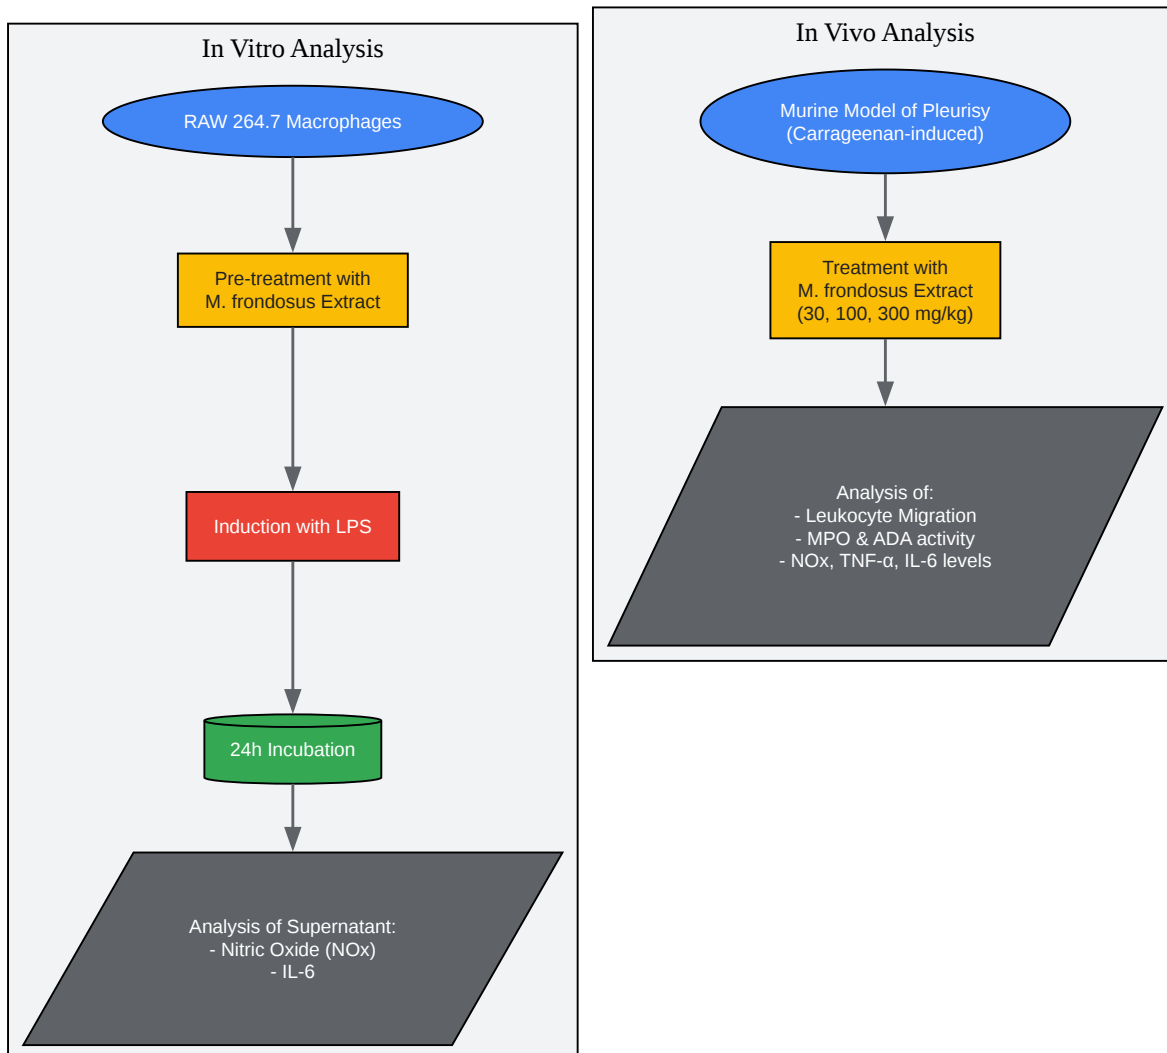 In Vitro Analysis
RAW 264.7 Macrophages
Pre-treatment with
M. frondosus Extract
Induction with LPS
24h Incubation
Analysis of Supernatant:
- Nitric Oxide (NOx)
- IL-6
In Vivo Analysis
Murine Model of Pleurisy
(Carrageenan-induced)
Treatment with
M. frondosus Extract
(30, 100, 300 mg/kg)
Analysis of:
- Leukocyte Migration
- MPO & ADA activity
- NOx, TNF-α, IL-6 levels